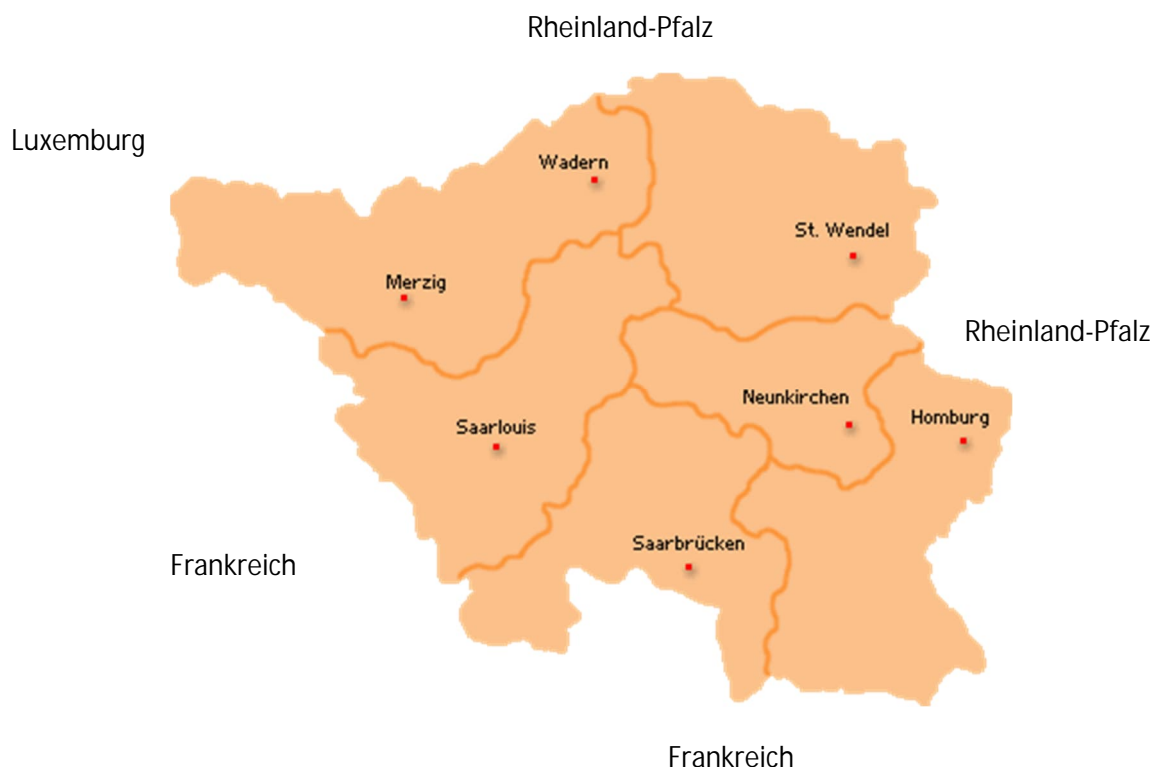 Rheinland-Pfalz
Luxemburg
Wadern
St. Wendel
Merzig
Rheinland-Pfalz
Neunkirchen
Homburg
Saarlouis
Saarbrücken
Frankreich
Frankreich